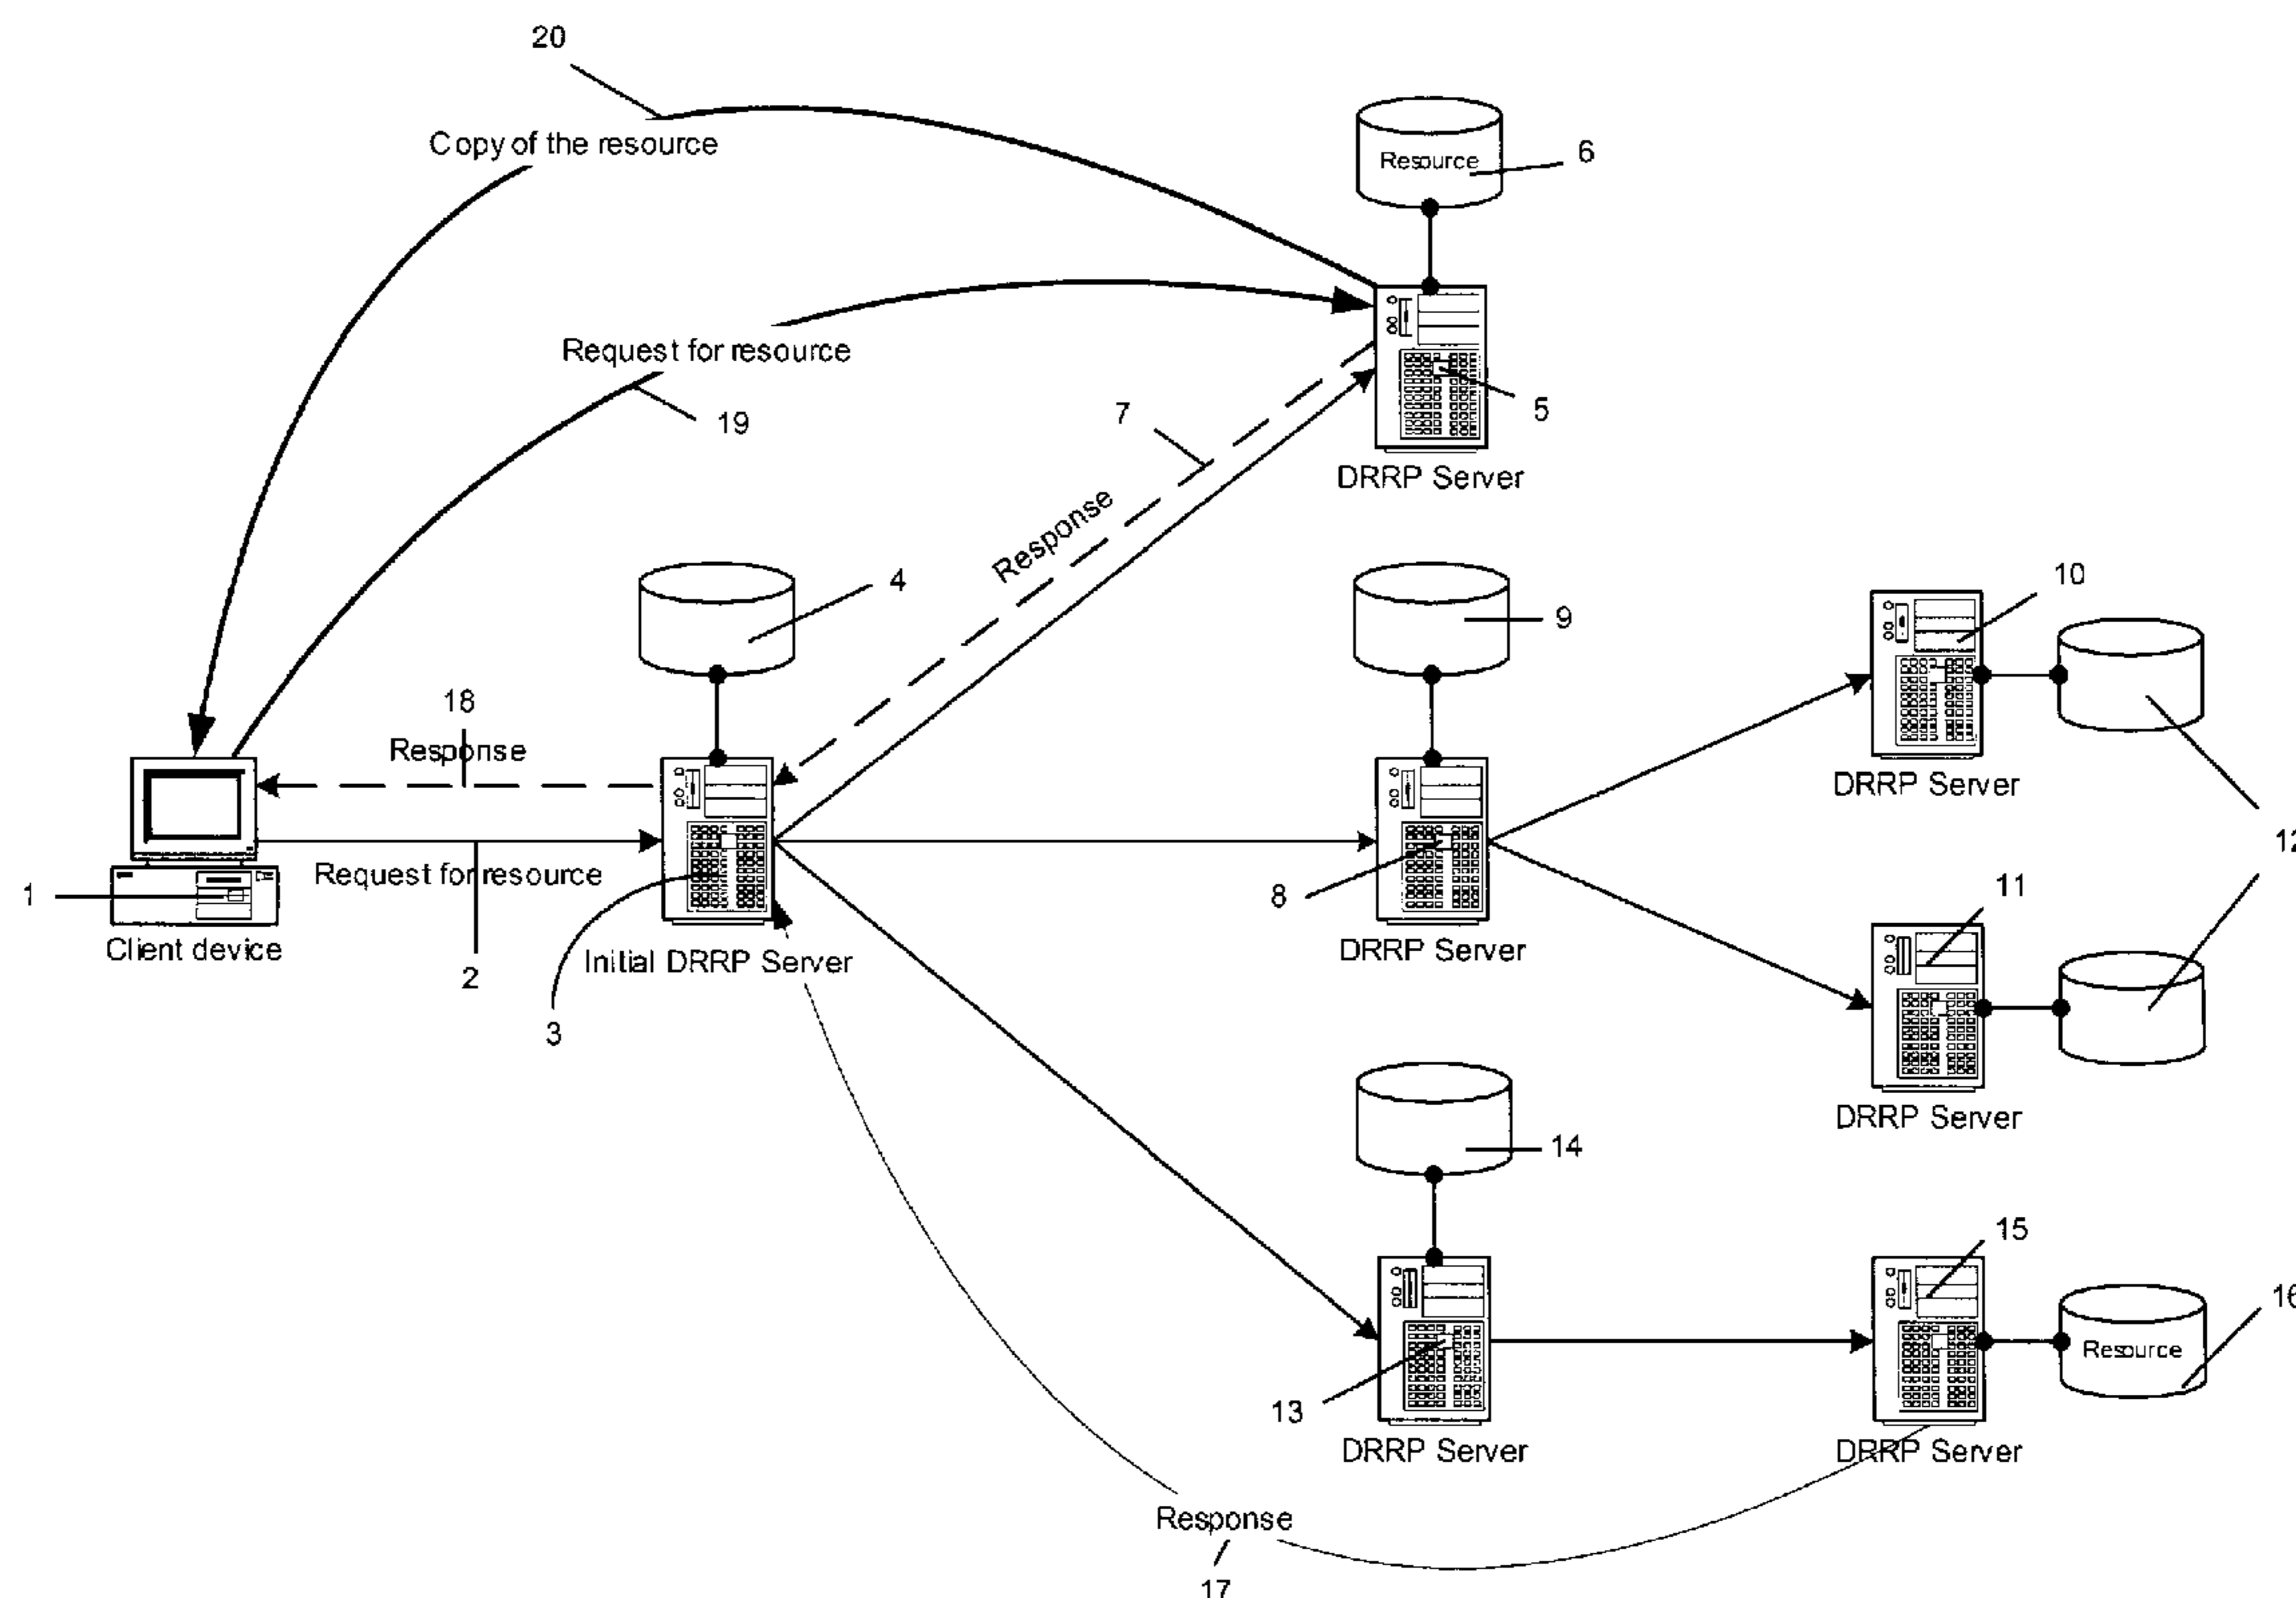 20
Copy of the resource
Resource
6
Request for resource
19
7
5
DRRP Server
Response
4
9
10
18
Response
DRRP Server
12
1
Request for resource
8
11
Client device
2
Initial DRRP Server
DRRP Server
3
DRRP Server
14
15
16
Resource
13
DRRP Server
DRRP Server
Response
17